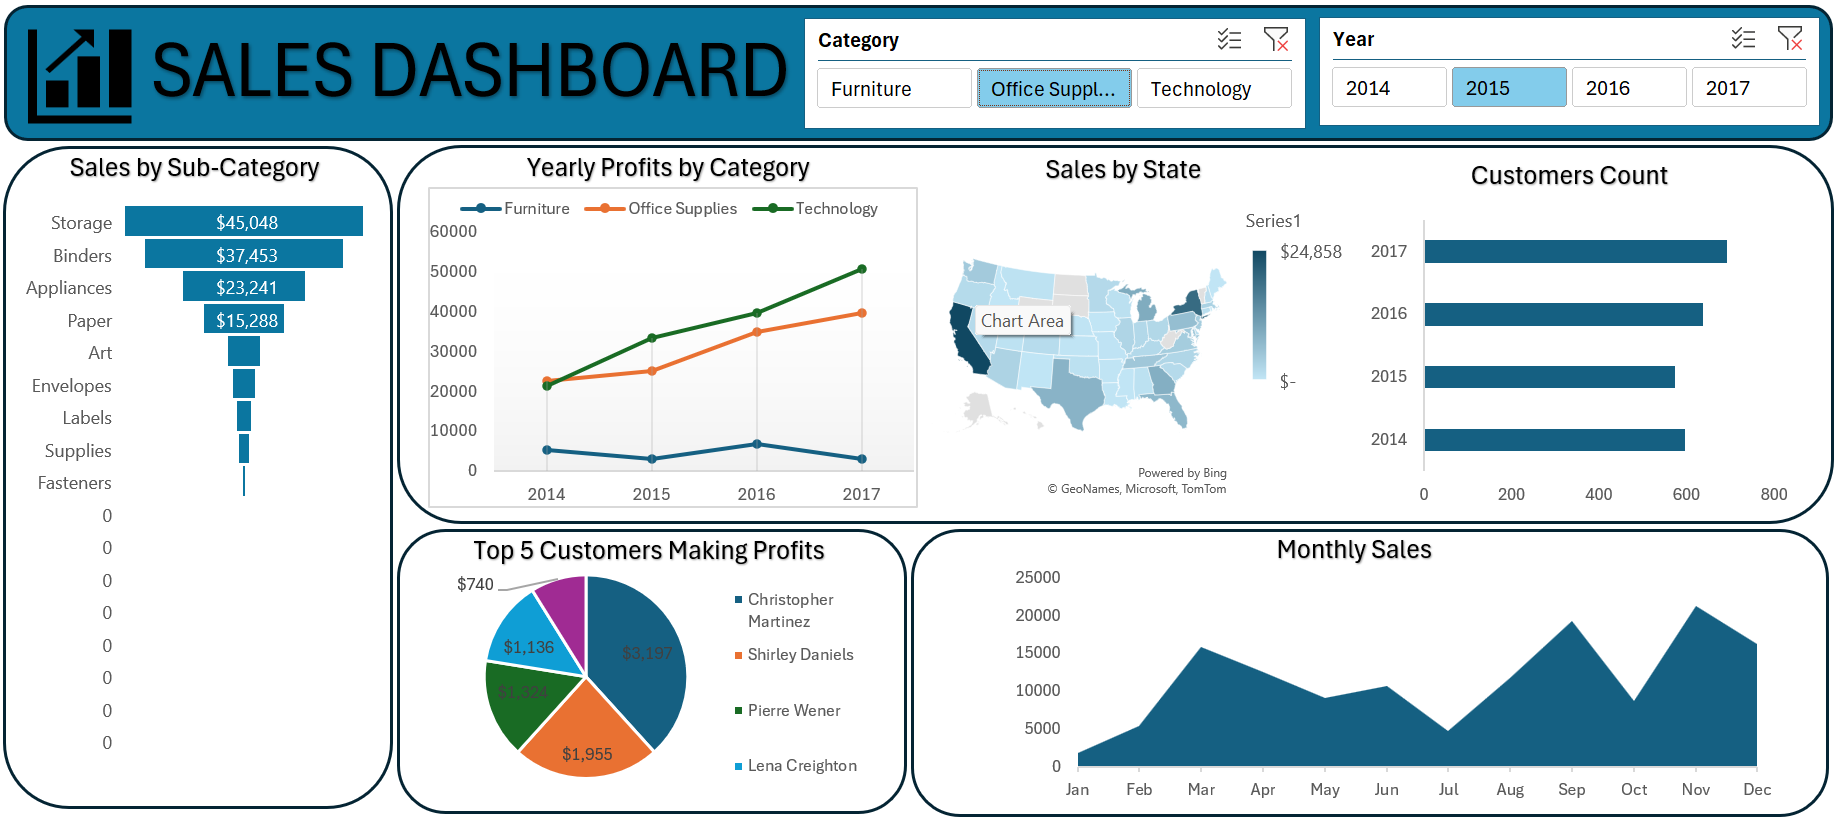 SALES DASHBOARD
Category
Furniture
Office Suppl...
Technology
Year
2014
2015
2016
2017
Sales by Sub-Category
Storage $45,048
Binders $37,453
Appliances $23,241
Paper $15,288
Art
Envelopes
Labels
Supplies
Fasteners
0
0
0
0
0
0
0
0
Yearly Profits by Category
Furniture Office Supplies Technology
60000
50000
40000
30000
20000
10000
0
2014 2015 2016 2017
Sales by State
Series1
$24,858
$-
Chart Area
Powered by Bing
© GeoNames, Microsoft, TomTom
Customers Count
2017
2016
2015
2014
0 200 400 600 800
Top 5 Customers Making Profits
$740
$1,136
$3,197
$1,324
$1,955
Christopher
Martinez
Shirley Daniels
Pierre Wener
Lena Creighton
Monthly Sales
25000
20000
15000
10000
5000
0
Jan Feb Mar Apr May Jun Jul Aug Sep Oct Nov Dec